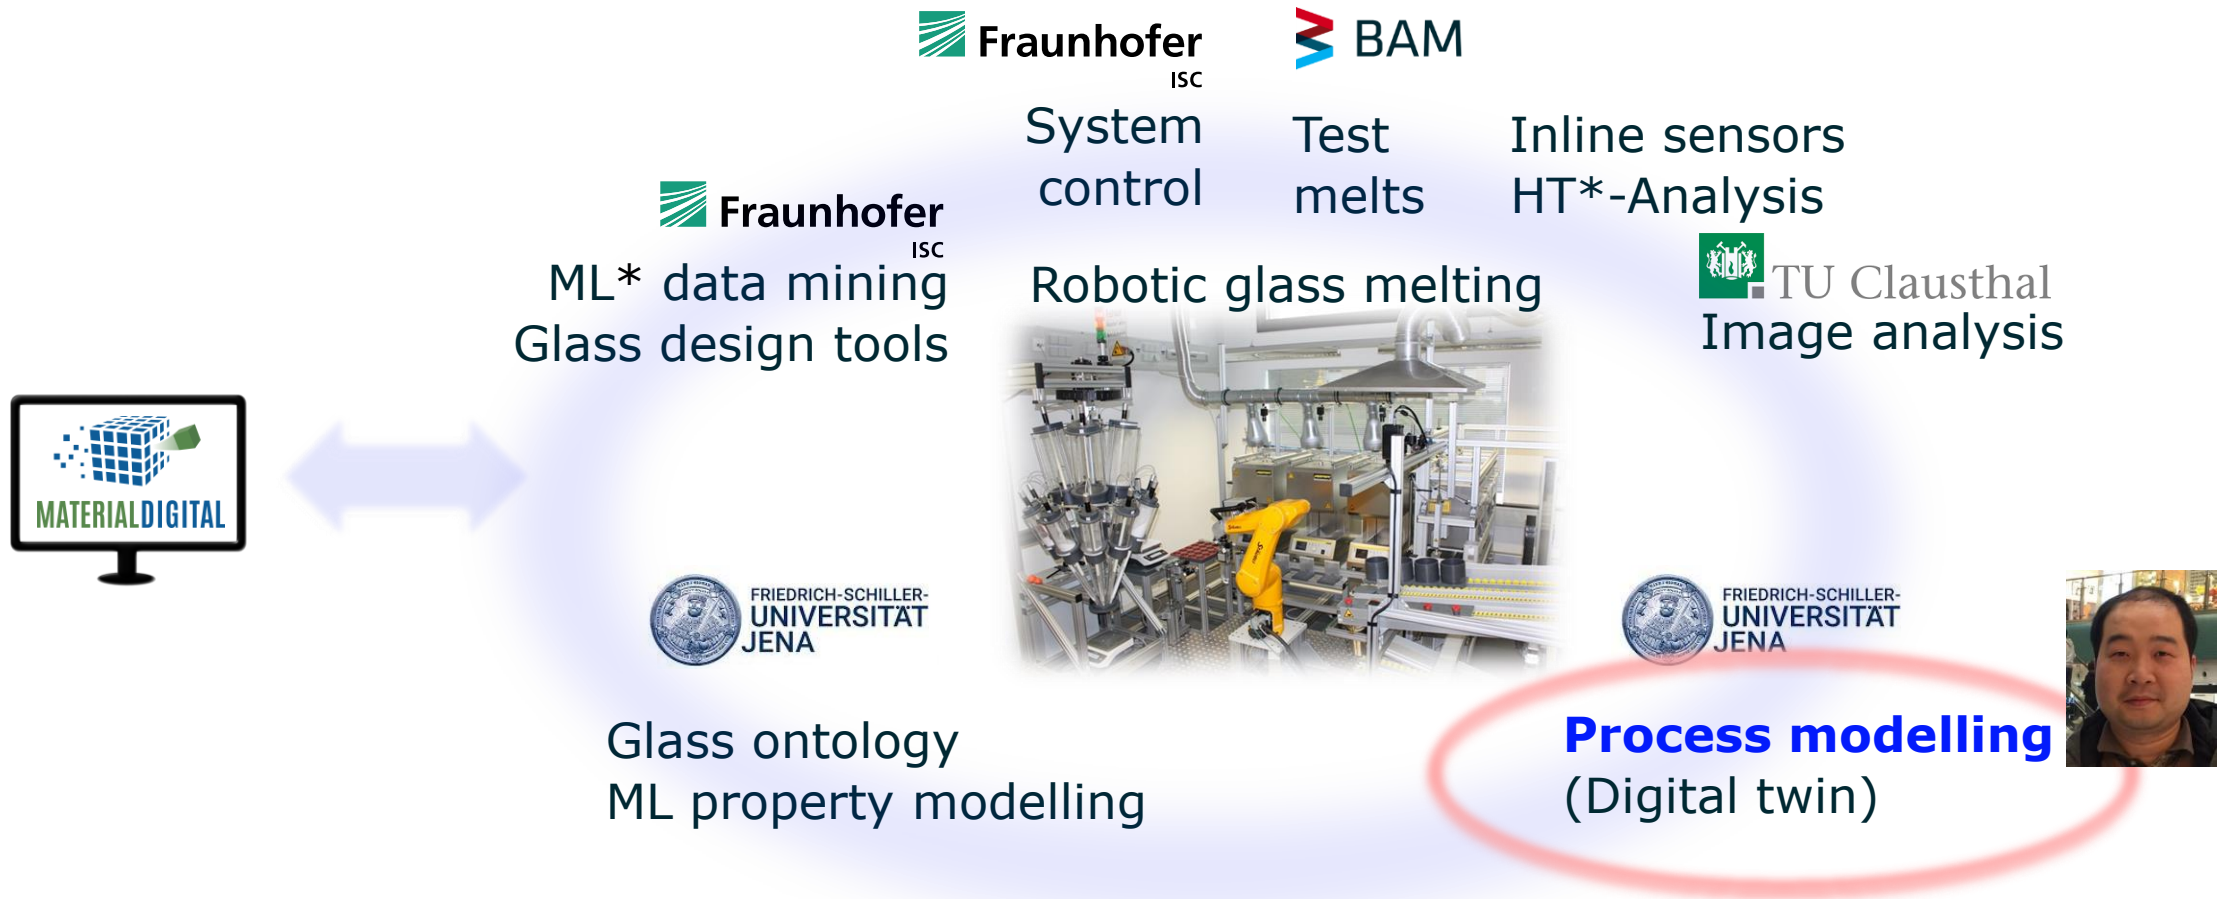 Fraunhofer
ISC
BAM
System
control
Test
melts
Inline sensors
HT*-Analysis
Fraunhofer
ISC
ML* data mining
Glass design tools
Robotic glass melting
TU Clausthal
Image analysis
MATERIALDIGITAL
FRIEDRICH-SCHILLER-
UNIVERSITÄT
JENA
Glass ontology
ML property modelling
FRIEDRICH-SCHILLER-
UNIVERSITÄT
JENA
Process modelling
(Digital twin)